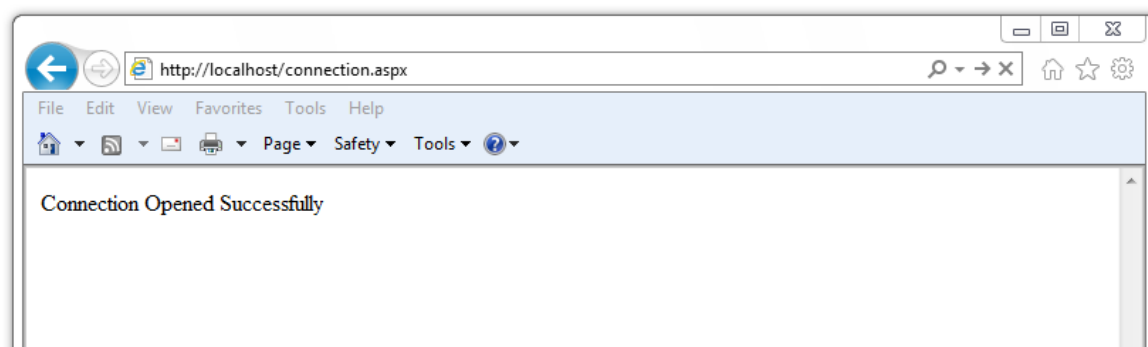 http://localhost/connection.aspx
File Edit View Favorites Tools Help
Page Safety Tools
Connection Opened Successfully